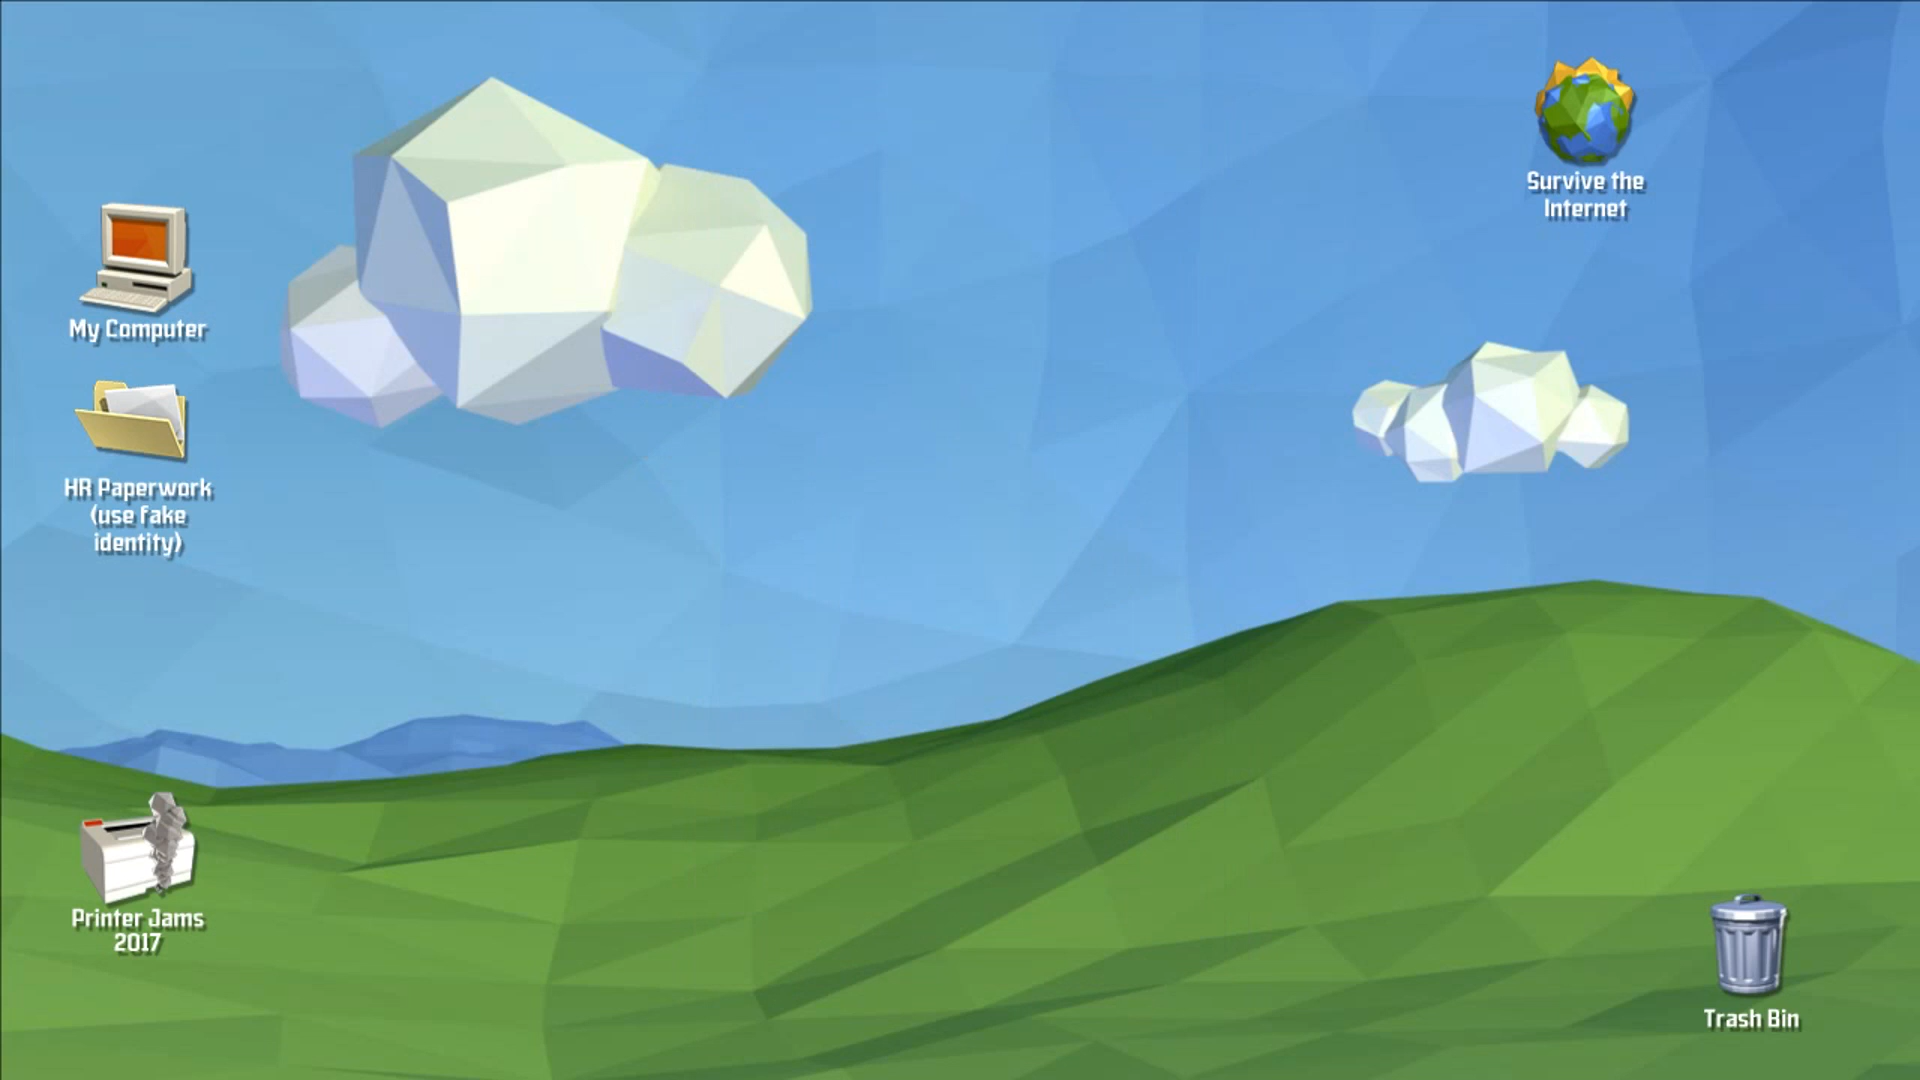 Survive the
Internet
My Computer
HR Paperwork
(use fake
identity)
Printer Jams
2017
Trash Bin